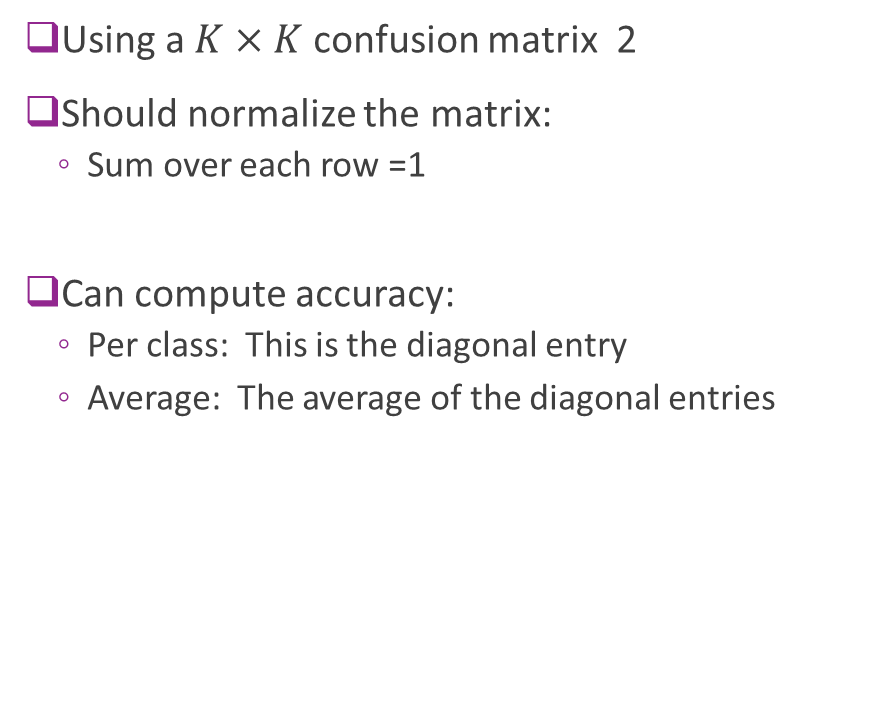 Using a K × K confusion matrix 2
Should normalize the matrix:
Sum over each row =1
Can compute accuracy:
Per class: This is the diagonal entry
Average: The average of the diagonal entries